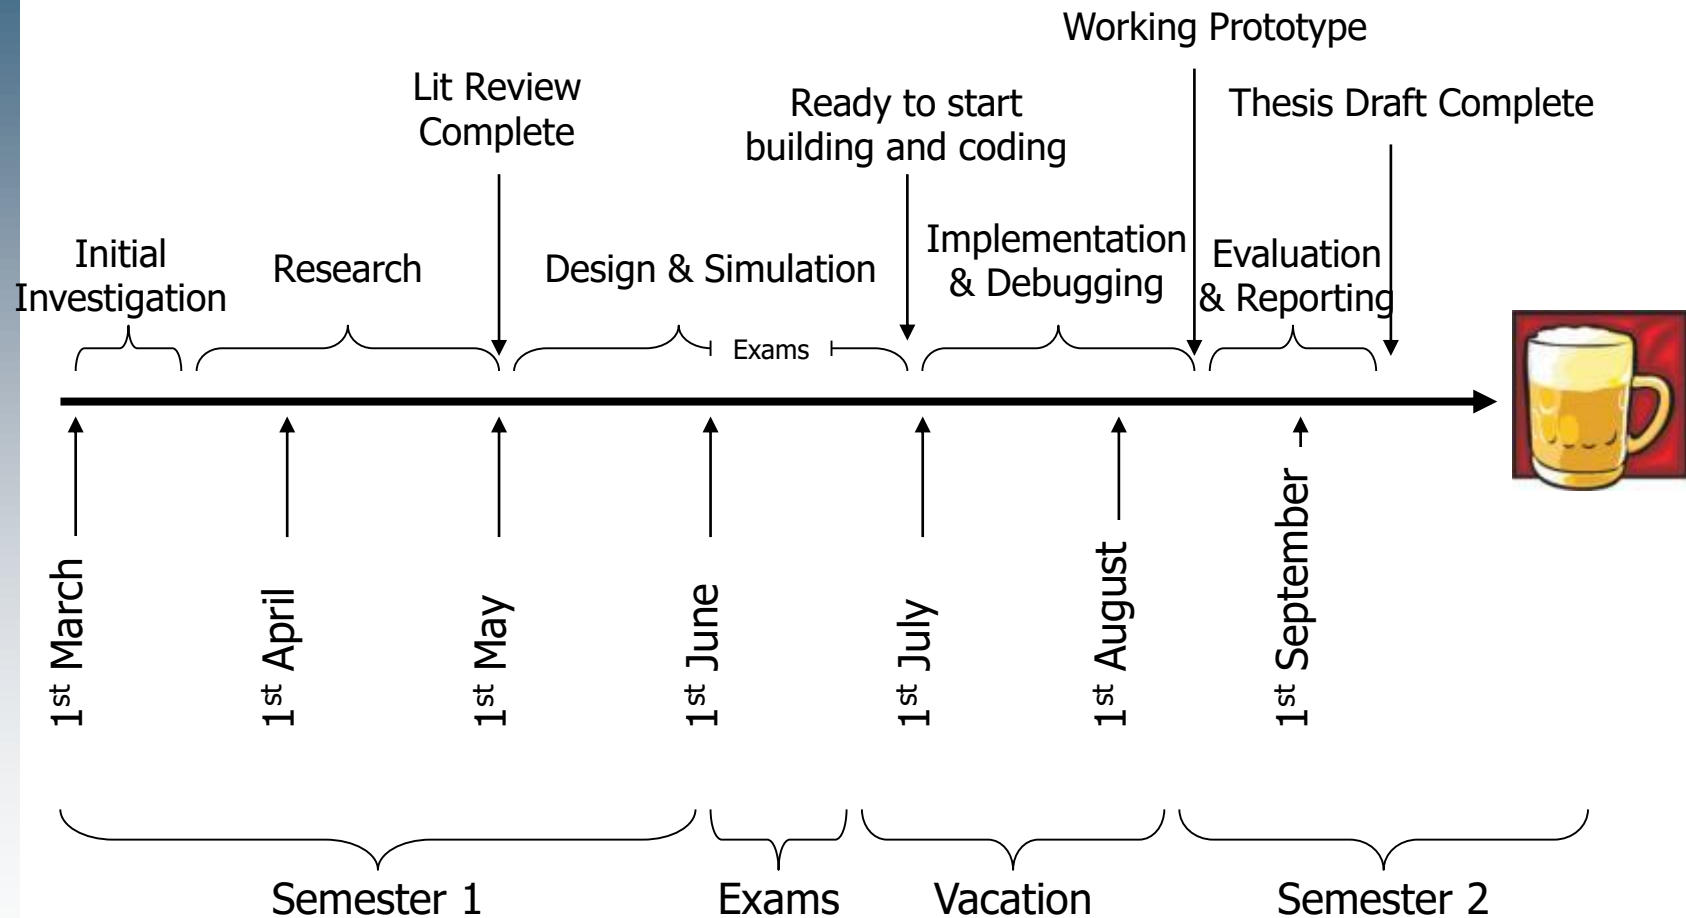 Working Prototype
Lit Review
Complete
Ready to start
building and coding
Thesis Draft Complete
Initial
Investigation
Research
Design & Simulation
Implementation
& Debugging
Evaluation
& Reporting
Exams
1st March
1st April
1st May
1st June
1st July
1st August
1st September
Semester 1
Exams
Vacation
Semester 2